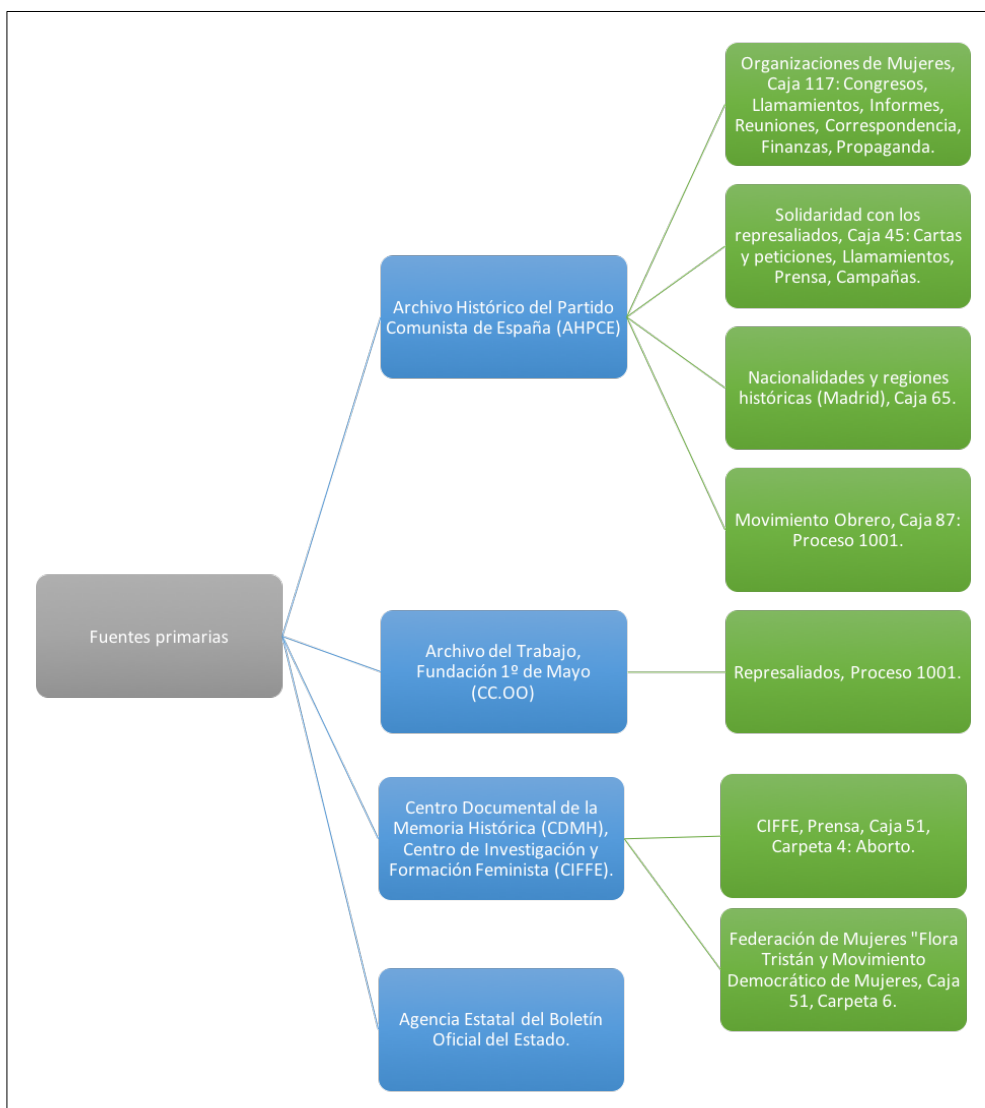 Fuentes primarias
Archivo Histórico del Partido
Comunista de España (AHPCE)
Organizaciones de Mujeres,
Caja 117: Congresos,
Llamamientos, Informes,
Reuniones, Correspondencia,
Finanzas, Propaganda.
Solidaridad con los
represaliados, Caja 45: Cartas
y peticiones, Llamamientos,
Prensa, Campañas.
Nacionalidades y regiones
históricas (Madrid), Caja 65.
Movimiento Obrero, Caja 87:
Proceso 1001.
Archivo del Trabajo,
Fundación 1º de Mayo
(CC.OO)
Represaliados, Proceso 1001.
Centro Documental de la
Memoria Histórica (CDMH),
Centro de Investigación y
Formación Feminista (CIFFE).
CIFFE, Prensa, Caja 51,
Carpeta 4: Aborto.
Federación de Mujeres "Flora
Tristán y Movimiento
Democrático de Mujeres, Caja
51, Carpeta 6.
Agencia Estatal del Boletín
Oficial del Estado.